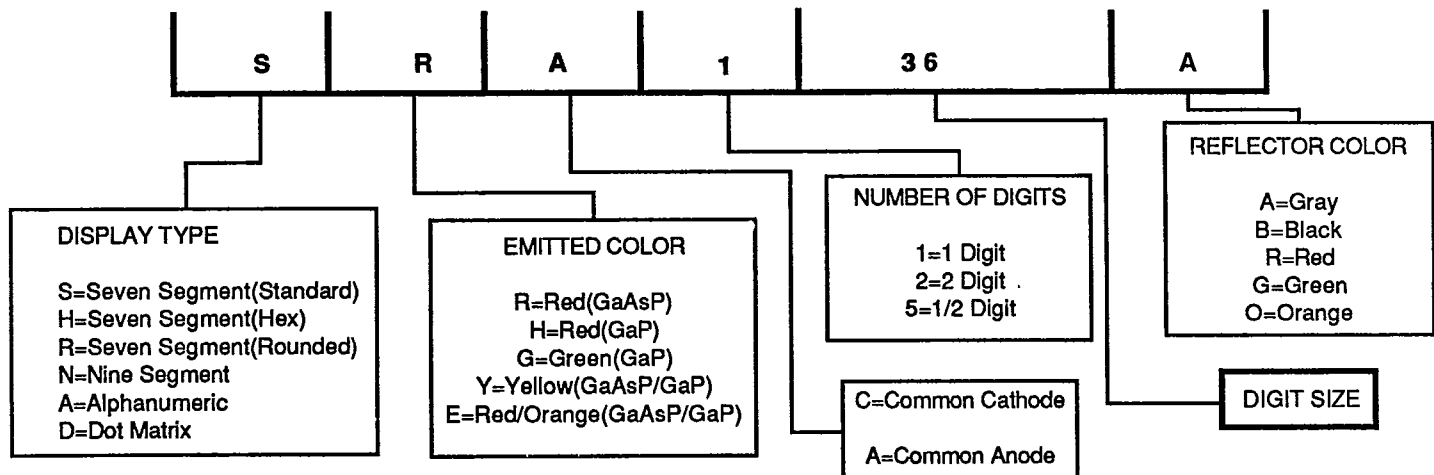 S R A 1 3 6 A
DISPLAY TYPE
S=Seven Segment(Standard)
H=Seven Segment(Hex)
R=Seven Segment(Rounded)
N=Nine Segment
A=Alphanumeric
D=Dot Matrix
EMITTED COLOR
R=Red(GaAsP)
H=Red(GaP)
G=Green(GaP)
Y=Yellow(GaAsP/GaP)
E=Red/Orange(GaAsP/GaP)
C=Common Cathode
A=Common Anode
NUMBER OF DIGITS
1=1 Digit
2=2 Digit
5=1/2 Digit
DIGIT SIZE
REFLECTOR COLOR
A=Gray
B=Black
R=Red
G=Green
O=Orange